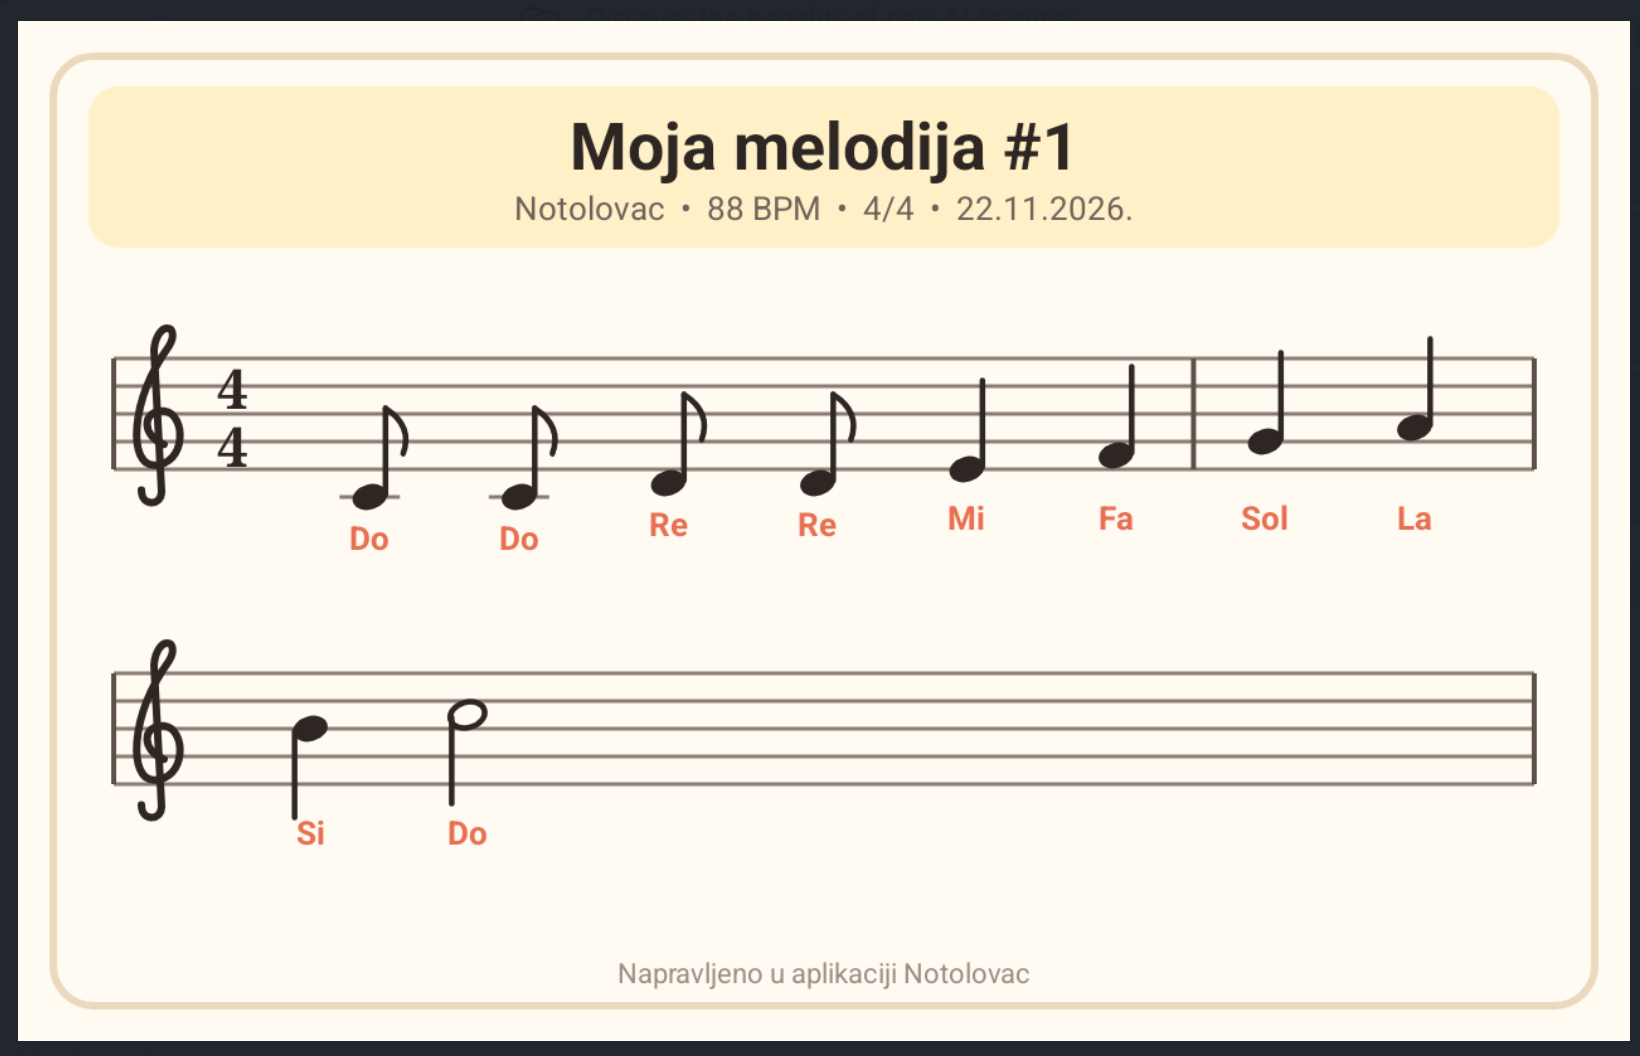 Moja melodija #1
Notolovac • 88 BPM • 4/4 • 22.11.2026.
4
4
Do Do Re Re Mi Fa Sol La
Si Do
Napravljeno u aplikaciji Notolovac